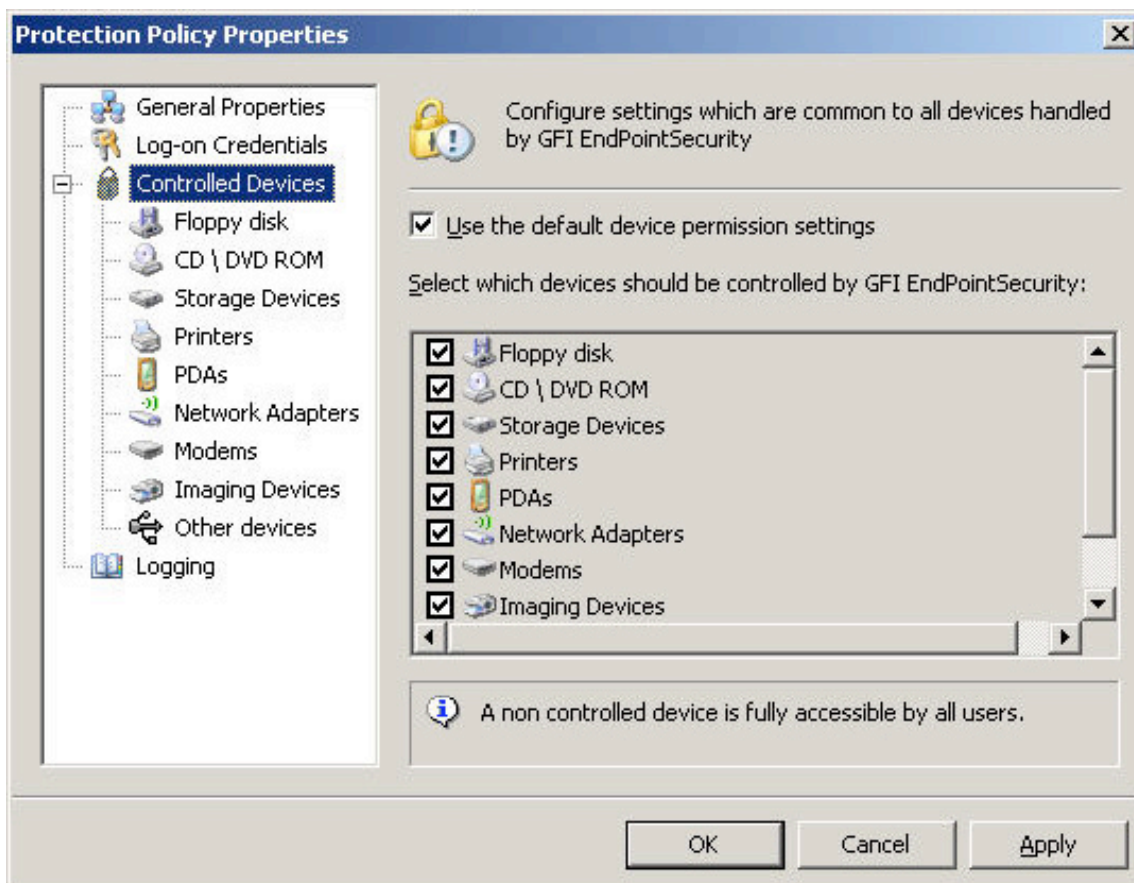 Protection Policy Properties
General Properties
Log-on Credentials
Controlled Devices
Floppy disk
CD \ DVD ROM
Storage Devices
Printers
PDAs
Network Adapters
Modems
Imaging Devices
Other devices
Logging
Configure settings which are common to all devices handled
by GFI EndPointSecurity
Use the default device permission settings
Select which devices should be controlled by GFI EndPointSecurity:
Floppy disk
CD \ DVD ROM
Storage Devices
Printers
PDAs
Network Adapters
Modems
Imaging Devices
A non controlled device is fully accessible by all users.
OK
Cancel
Apply